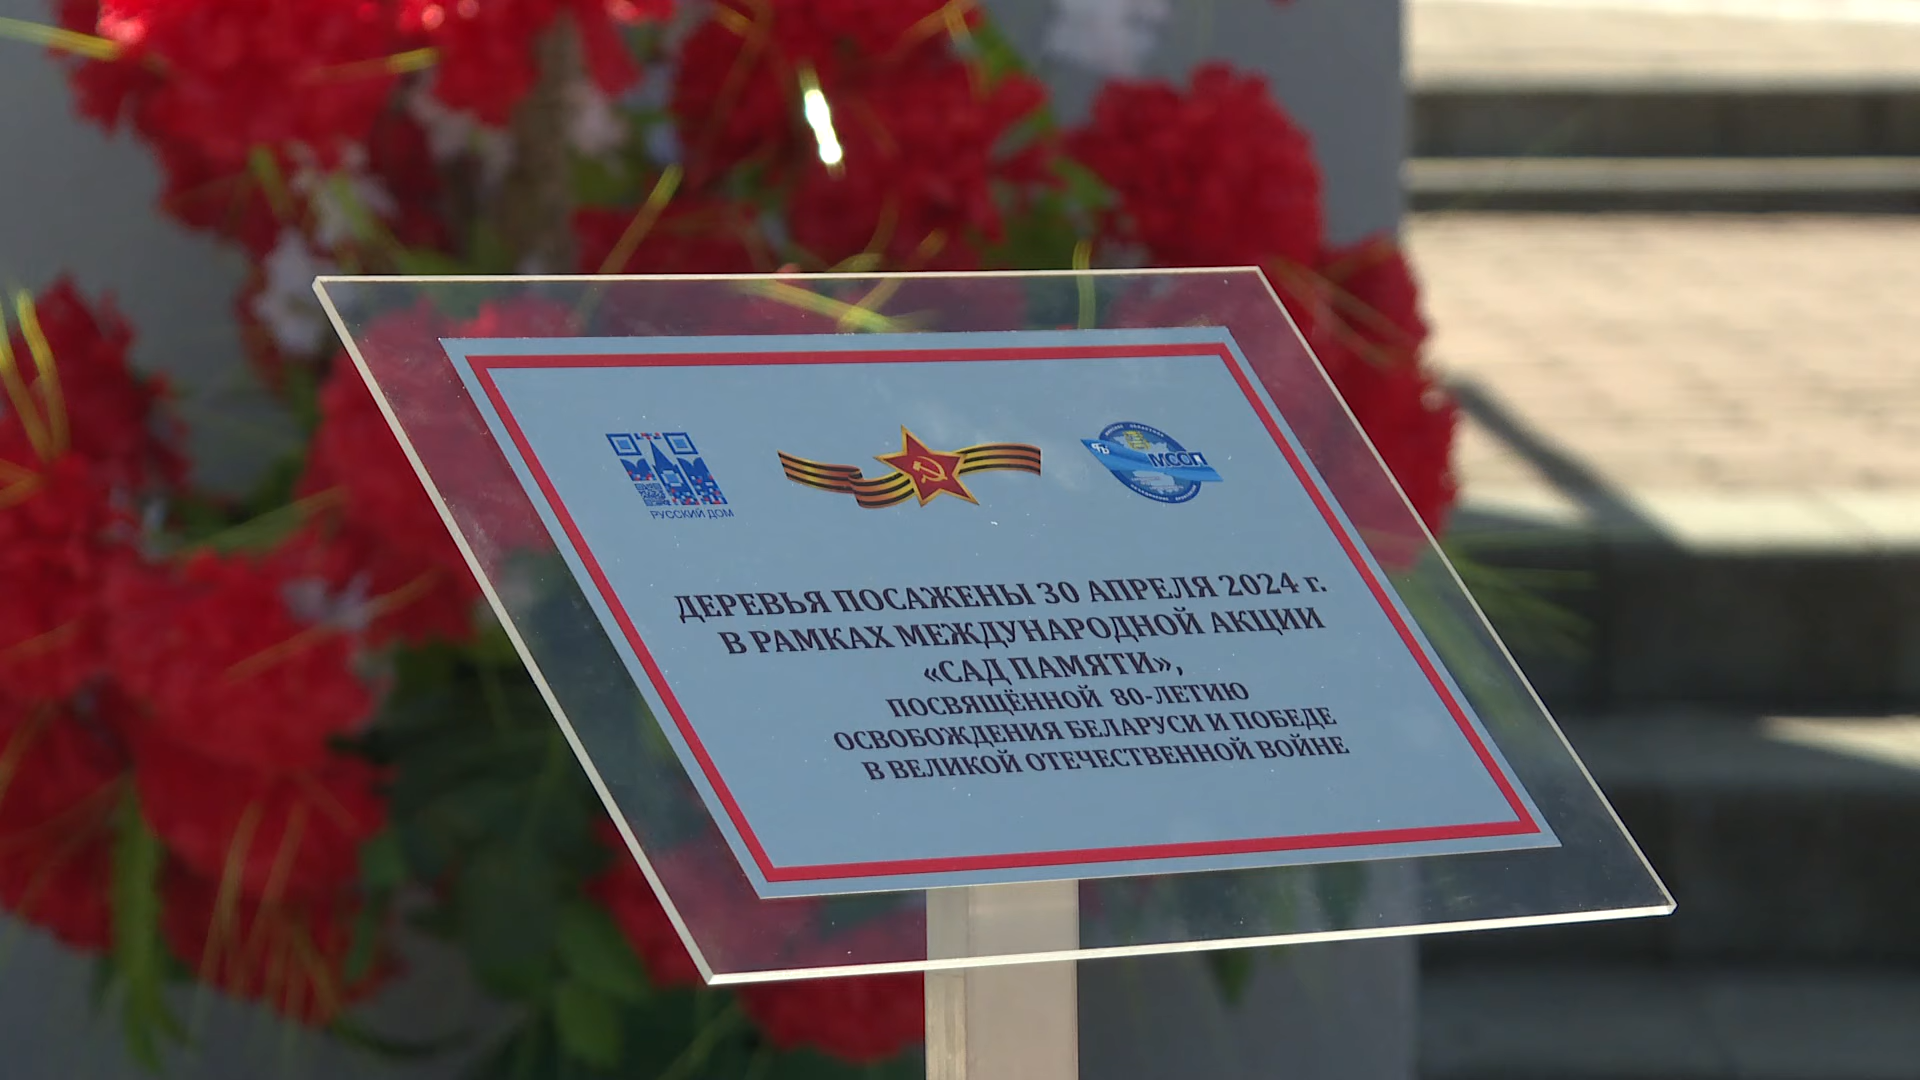 РУССКИЙ ДОМ
МСОП
ДЕРЕВЬЯ ПОСАЖЕНЫ 30 АПРЕЛЯ 2024 г.
В РАМКАХ МЕЖДУНАРОДНОЙ АКЦИИ
«САД ПАМЯТИ»,
ПОСВЯЩЁННОЙ 80-ЛЕТИЮ
ОСВОБОЖДЕНИЯ БЕЛАРУСИ И ПОБЕДЕ
В ВЕЛИКОЙ ОТЕЧЕСТВЕННОЙ ВОЙНЕ